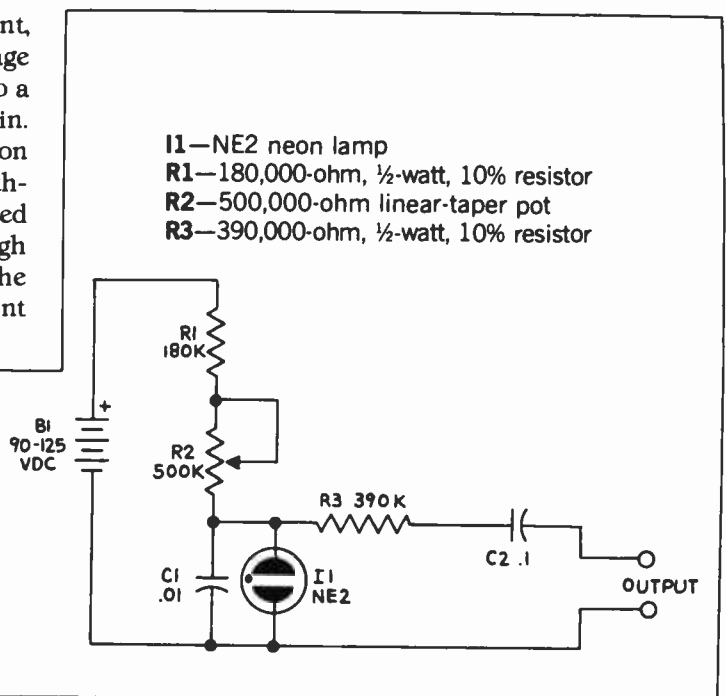 nt,
age
o a
in.
on
th-
ed
gh
he
nt
I1—NE2 neon lamp
R1—180,000-ohm, ½-watt, 10% resistor
R2—500,000-ohm linear-taper pot
R3—390,000-ohm, ½-watt, 10% resistor
R1
180K
+
B1
90-125
VDC
R2
500K
R3 390K
C2 .1
C1
.01
I1
NE2
OUTPUT